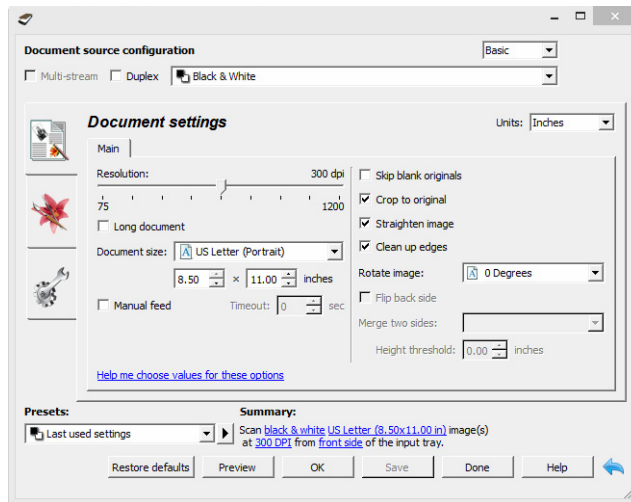 Document source configuration
Basic
Multi-stream
Duplex
Black & White
Document settings
Units:
Inches
Main
Resolution:
300 dpi
75
1200
Long document
Document size:
US Letter (Portrait)
8.50
×
11.00
inches
Manual feed
Timeout:
0
sec
Skip blank originals
Crop to original
Straighten image
Clean up edges
Rotate image:
0 Degrees
Flip back side
Merge two sides:
Height threshold:
0.00
inches
Help me choose values for these options
Presets:
Last used settings
Summary:
Scan black & white US Letter (8.50x11.00 in) image(s)
at 300 DPI from front side of the input tray.
Restore defaults
Preview
OK
Save
Done
Help